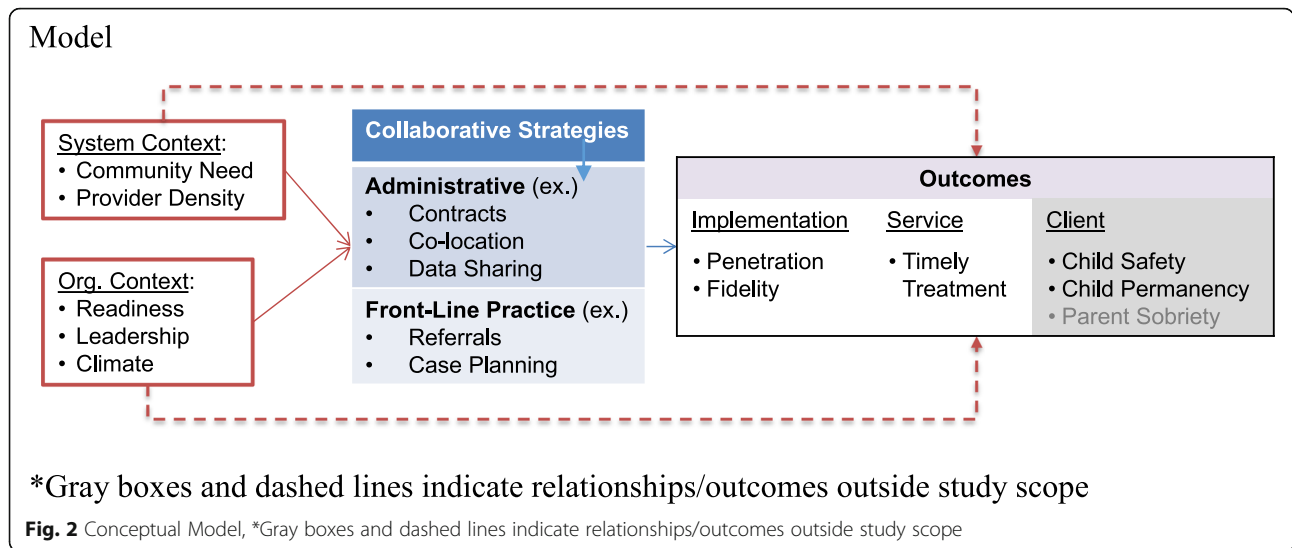 Model
System Context:
• Community Need
• Provider Density
Org. Context:
• Readiness
• Leadership
• Climate
Collaborative Strategies
Administrative (ex.)
• Contracts
• Co-location
• Data Sharing
Front-Line Practice (ex.)
• Referrals
• Case Planning
Outcomes
Implementation
• Penetration
• Fidelity
Service
• Timely
Treatment
Client
• Child Safety
• Child Permanency
• Parent Sobriety
*Gray boxes and dashed lines indicate relationships/outcomes outside study scope
Fig. 2 Conceptual Model, *Gray boxes and dashed lines indicate relationships/outcomes outside study scope